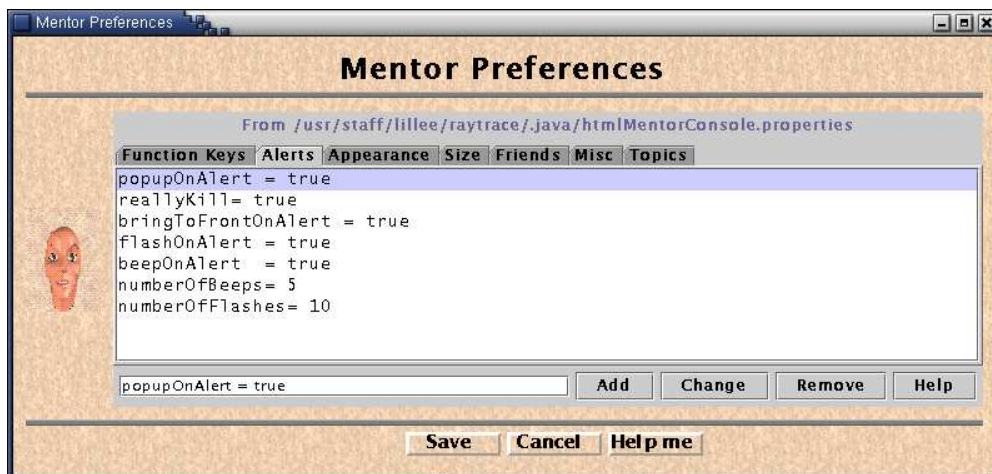 Mentor Preferences
Mentor Preferences
From /usr/staff/lillee/raytrace/.java/htmlMentorConsole.properties
Function Keys Alerts Appearance Size Friends Misc Topics
popupOnAlert = true
reallyKill= true
bringToFrontOnAlert = true
flashOnAlert = true
beepOnAlert  = true
numberOfBeeps= 5
numberOfFlashes= 10
popupOnAlert = true Add Change Remove Help
Save Cancel Help me